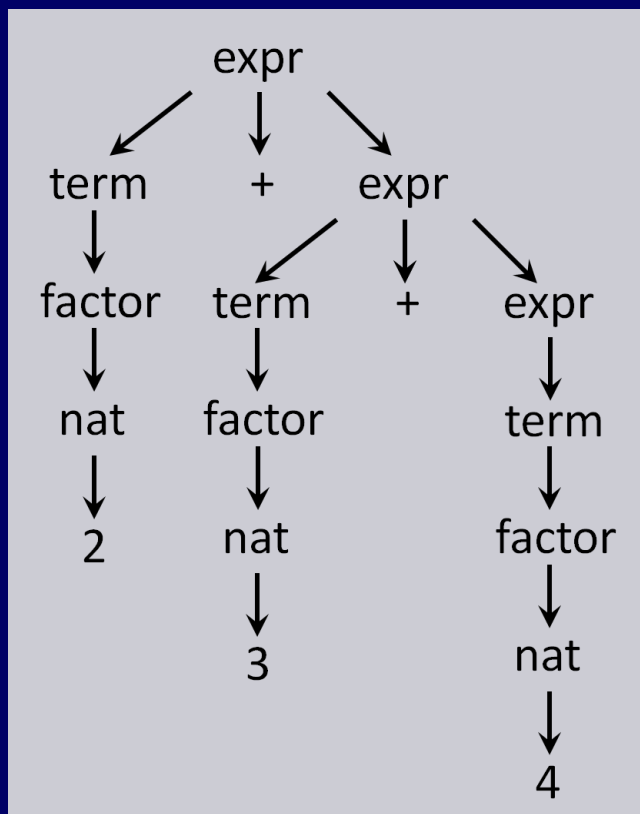 expr
term + expr
factor term + expr
nat factor term
2 nat factor
3 nat
4